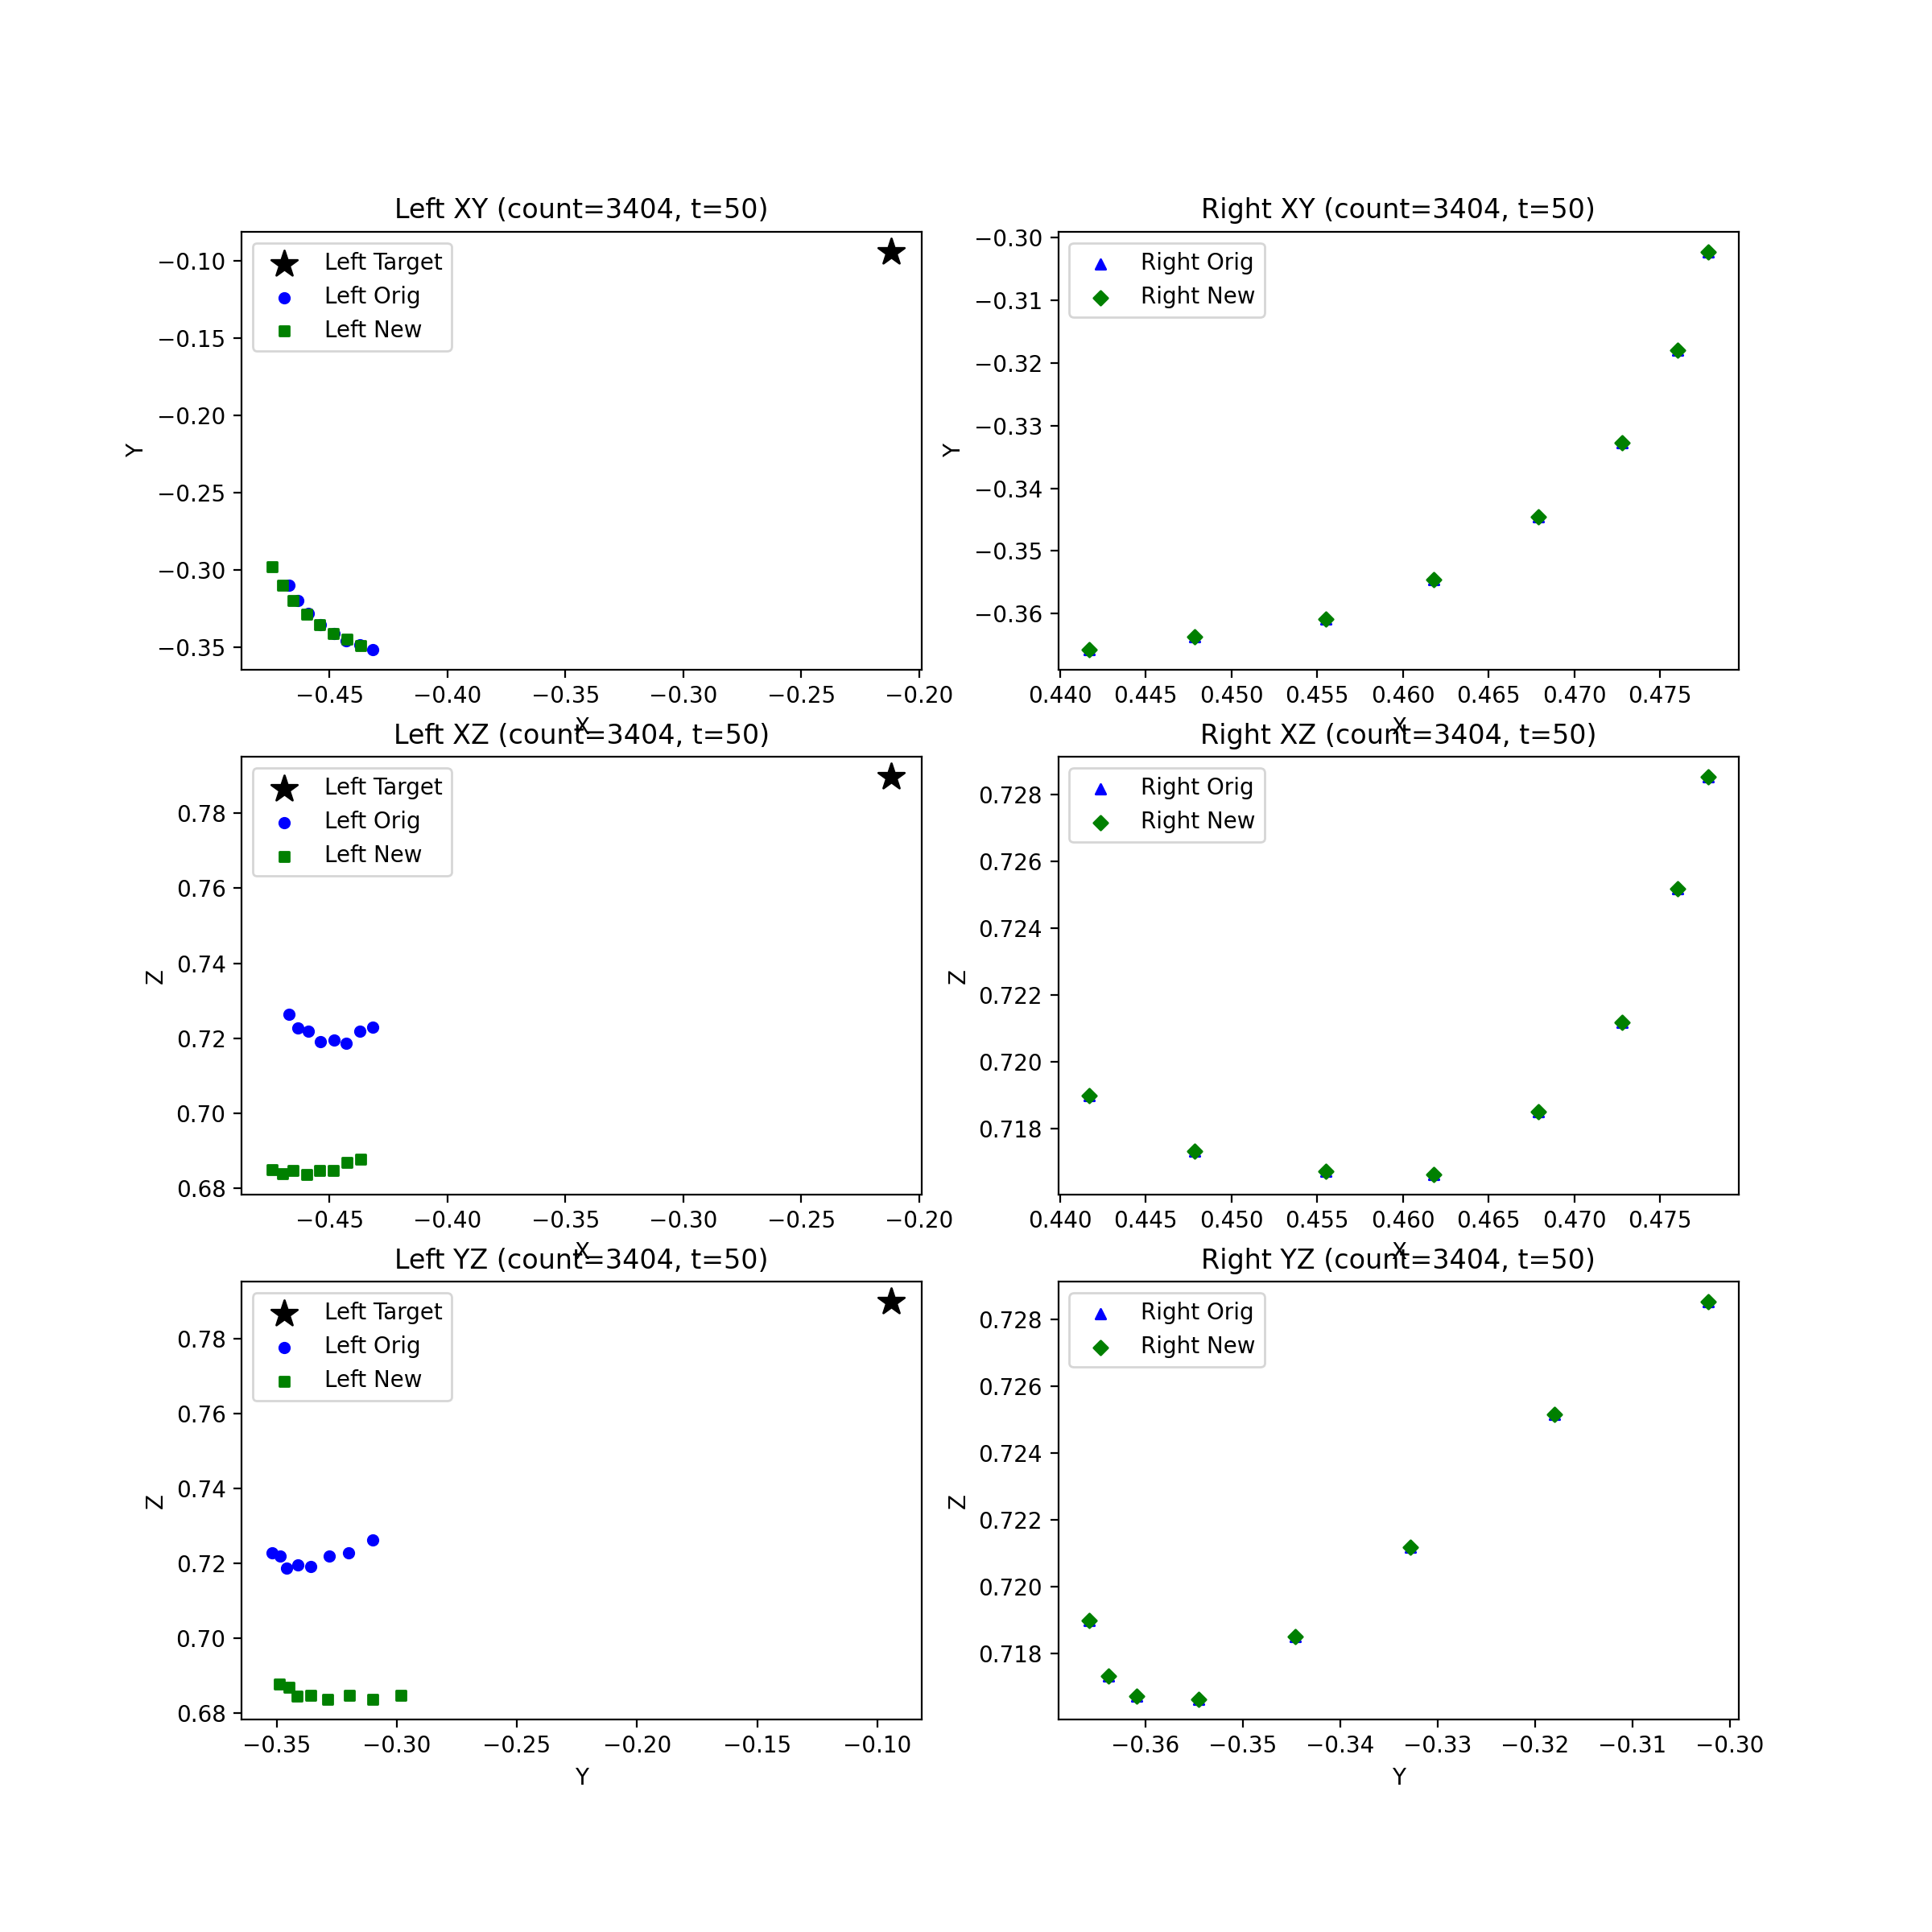 Left XY (count=3404, t=50)
Left Target
Left Orig
Left New
Y
−0.10
−0.15
−0.20
−0.25
−0.30
−0.35
−0.45 −0.40 −0.35 −0.30 −0.25 −0.20
X
Right XY (count=3404, t=50)
Right Orig
Right New
Y
−0.30
−0.31
−0.32
−0.33
−0.34
−0.35
−0.36
0.440 0.445 0.450 0.455 0.460 0.465 0.470 0.475
X
Left XZ (count=3404, t=50)
Left Target
Left Orig
Left New
Z
0.78
0.76
0.74
0.72
0.70
0.68
−0.45 −0.40 −0.35 −0.30 −0.25 −0.20
X
Right XZ (count=3404, t=50)
Right Orig
Right New
Z
0.728
0.726
0.724
0.722
0.720
0.718
0.440 0.445 0.450 0.455 0.460 0.465 0.470 0.475
X
Left YZ (count=3404, t=50)
Left Target
Left Orig
Left New
Z
0.78
0.76
0.74
0.72
0.70
0.68
−0.35 −0.30 −0.25 −0.20 −0.15 −0.10
Y
Right YZ (count=3404, t=50)
Right Orig
Right New
Z
0.728
0.726
0.724
0.722
0.720
0.718
−0.36 −0.35 −0.34 −0.33 −0.32 −0.31 −0.30
Y